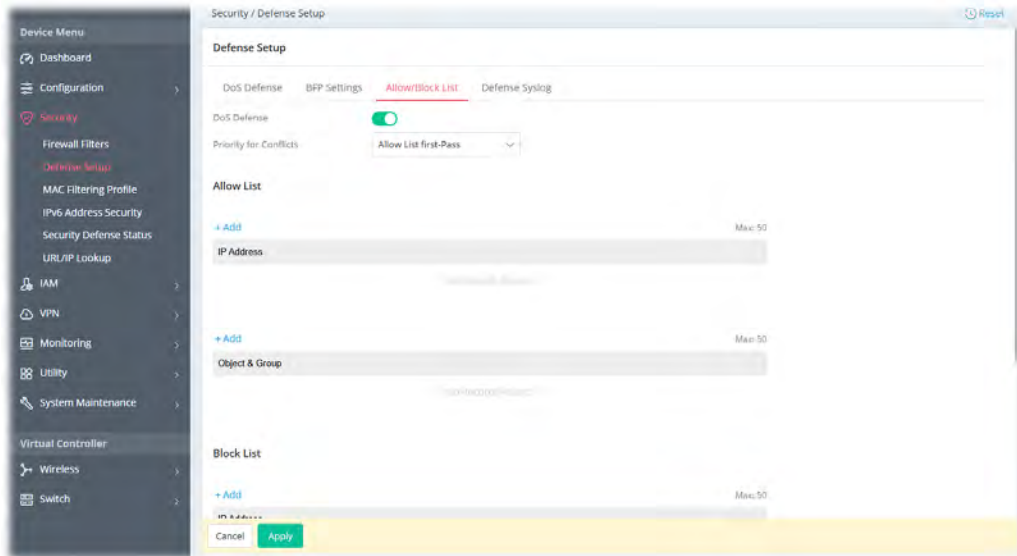 Security / Defense Setup
Reset
Device Menu
Dashboard
Configuration
Security
Firewall Filters
Defense Setup
MAC Filtering Profile
IPv6 Address Security
Security Defense Status
URL/IP Lookup
IAM
VPN
Monitoring
Utility
System Maintenance
Virtual Controller
Wireless
Switch
Defense Setup
DoS Defense BFP Settings Allow/Block List Defense Syslog
DoS Defense
Priority for Conflicts Allow List first-Pass
Allow List
+ Add Max: 50
IP Address
+ Add Max: 50
Object & Group
Block List
+ Add Max: 50
IP Address
Cancel Apply